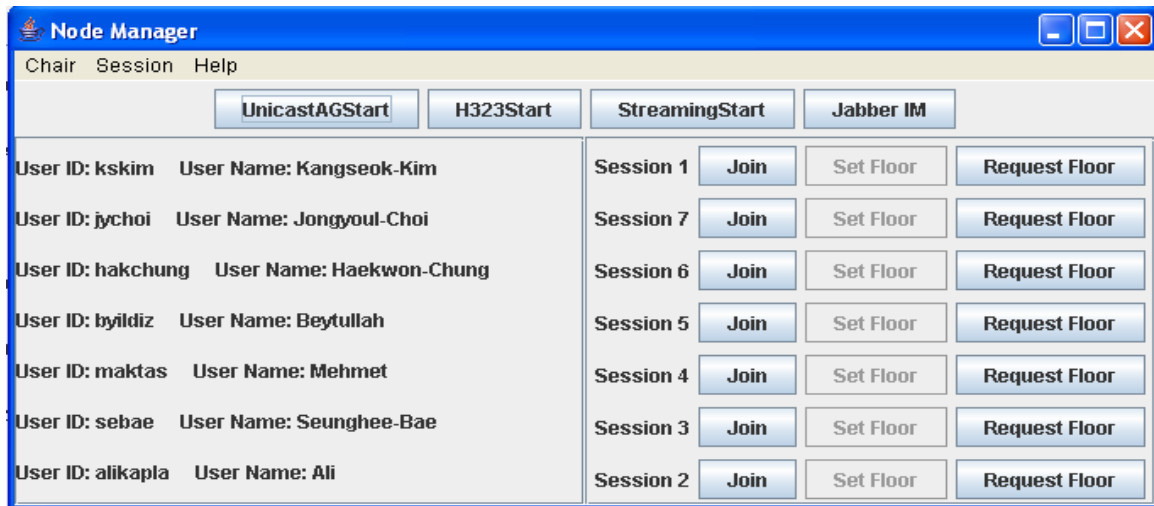 Node Manager
Chair Session Help
UnicastAGStart H323Start StreamingStart Jabber IM
User ID: kskim User Name: Kangseok-Kim
User ID: jychoi User Name: Jongyoul-Choi
User ID: hakchung User Name: Haekwon-Chung
User ID: byildiz User Name: Beytullah
User ID: maktas User Name: Mehmet
User ID: sebae User Name: Seunghee-Bae
User ID: alikapla User Name: Ali
Session 1 Join Set Floor Request Floor
Session 7 Join Set Floor Request Floor
Session 6 Join Set Floor Request Floor
Session 5 Join Set Floor Request Floor
Session 4 Join Set Floor Request Floor
Session 3 Join Set Floor Request Floor
Session 2 Join Set Floor Request Floor